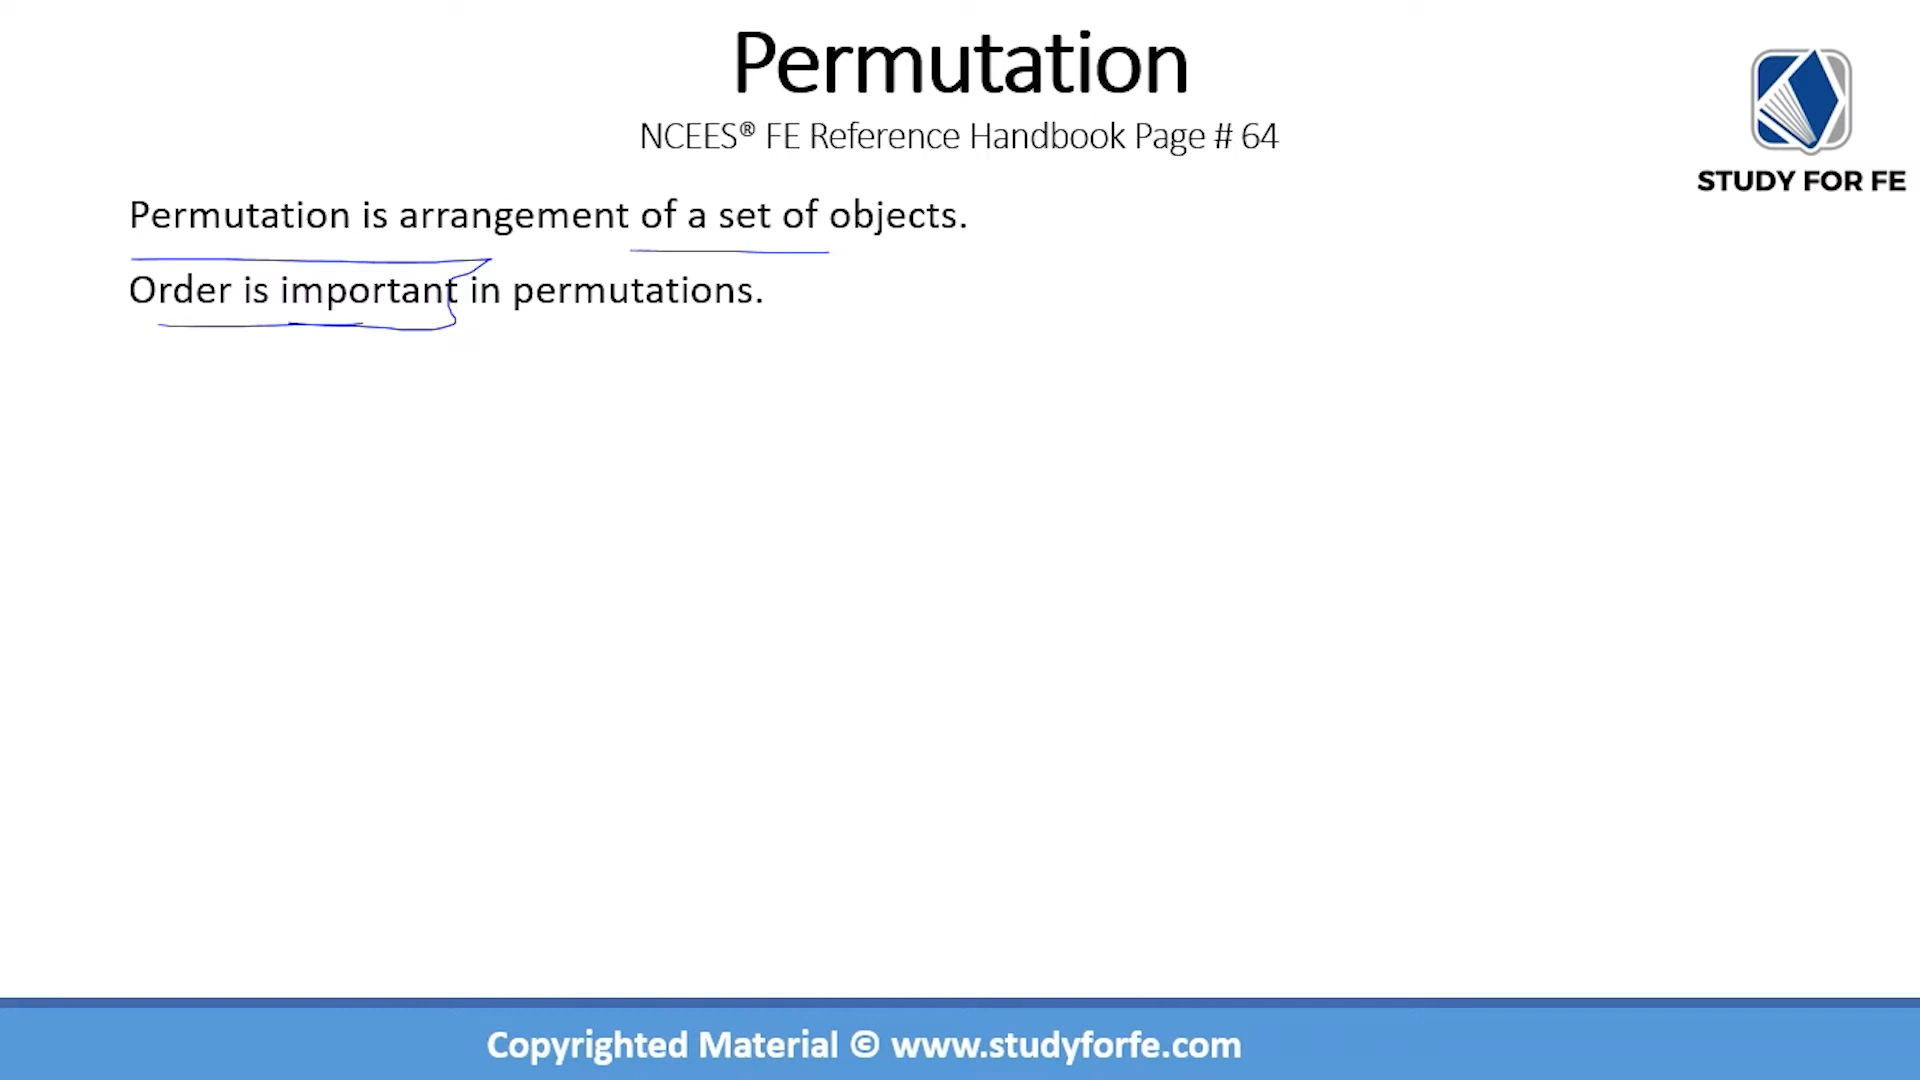 Permutation
NCEES® FE Reference Handbook Page # 64
STUDY FOR FE
Permutation is arrangement of a set of objects.
Order is important in permutations.
Copyrighted Material © www.studyforfe.com